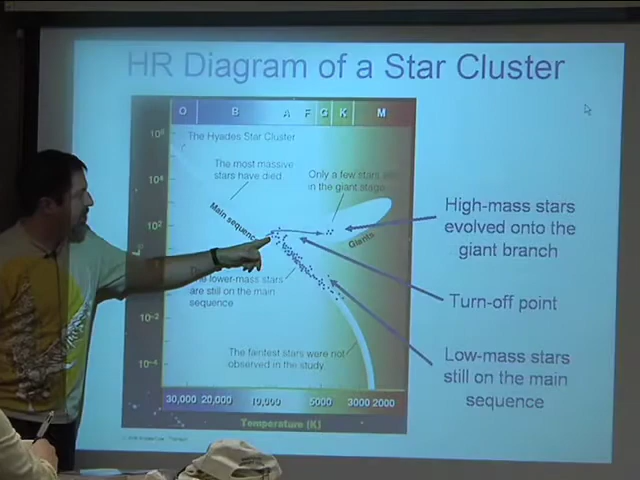 HR Diagram of a Star Cluster
O B A F G K M
The Hyades Star Cluster
The most massive
stars have died
Only a few stars
in the giant stage
Main sequence
Giants
The lower-mass stars
are still on the main
sequence
The faintest stars were not
observed in the study.
10⁶
10⁴
10²
10⁻²
10⁻⁴
30,000 20,000 10,000 5000 3000 2000
Temperature (K)
High-mass stars
evolved onto the
giant branch
Turn-off point
Low-mass stars
still on the main
sequence